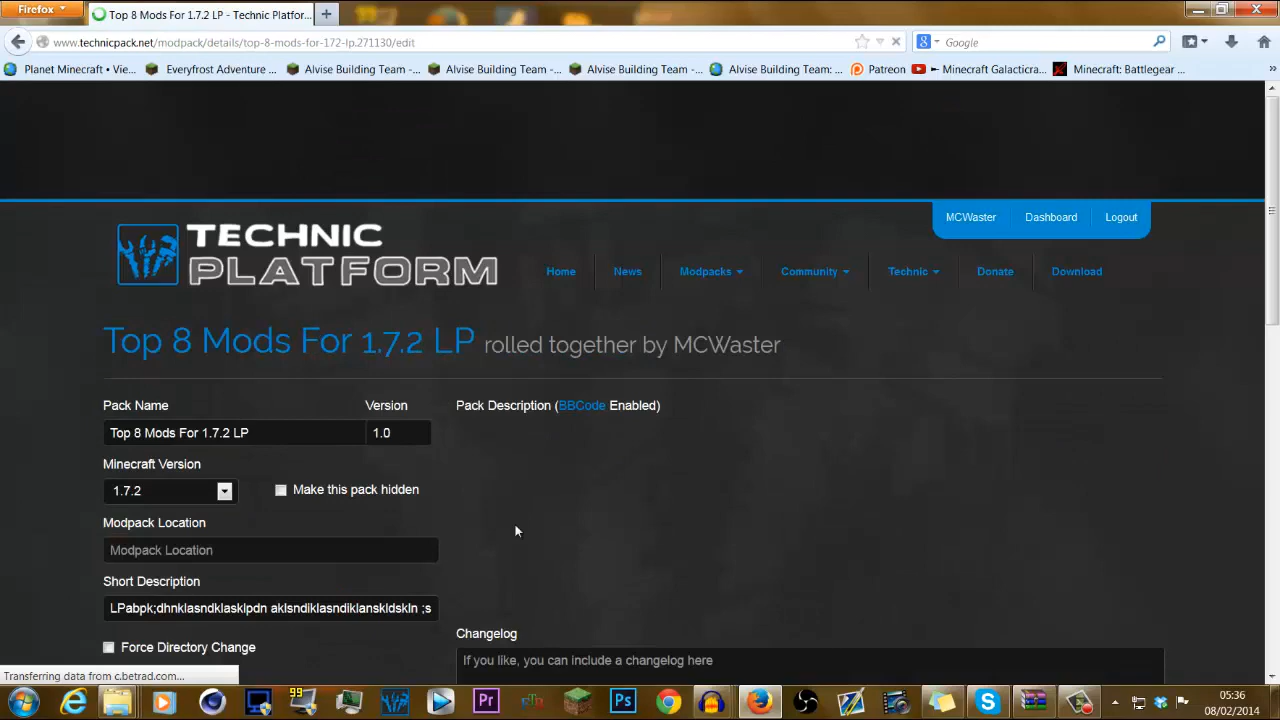 Firefox
Top 8 Mods For 1.7.2 LP - Technic Platfor...
www.technicpack.net/modpack/details/top-8-mods-for-172-lp.271130/edit
Google
Planet Minecraft • Vie...
Everyfrost Adventure ...
Alvise Building Team -...
Alvise Building Team -...
Alvise Building Team -...
Alvise Building Team: ...
Patreon
Minecraft Galacticra...
Minecraft: Battlegear ...
MCWaster
Dashboard
Logout
TECHNIC
PLATFORM
Home
News
Modpacks
Community
Technic
Donate
Download
Top 8 Mods For 1.7.2 LP rolled together by MCWaster
Pack Name
Version
Pack Description (BBCode Enabled)
Top 8 Mods For 1.7.2 LP
1.0
Minecraft Version
1.7.2
Make this pack hidden
Modpack Location
Modpack Location
Short Description
LPabpk;dhnklasndklasklpdn aklsndiklasndiklanskldskln ;s
Changelog
Force Directory Change
If you like, you can include a changelog here
Transferring data from c.betrad.com...
99
Pr
Ps
05:36
08/02/2014